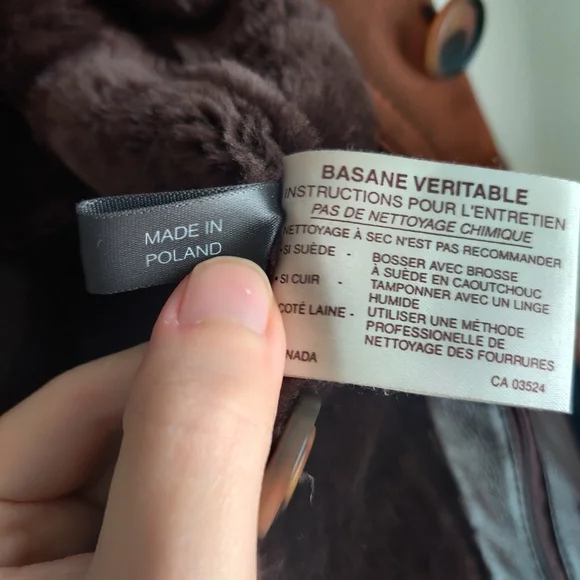 MADE IN
POLAND
BASANE VERITABLE
INSTRUCTIONS POUR L'ENTRETIEN
PAS DE NETTOYAGE CHIMIQUE
NETTOYAGE À SEC N'EST PAS RECOMMANDER
•SI SUÈDE - BOSSER AVEC BROSSE
À SUÈDE EN CAOUTCHOUC
•SI CUIR - TAMPONNER AVEC UN LINGE
HUMIDE
COTÉ LAINE - UTILISER UNE MÉTHODE
PROFESSIONELLE DE
NETTOYAGE DES FOURRURES
NADA
CA 03524